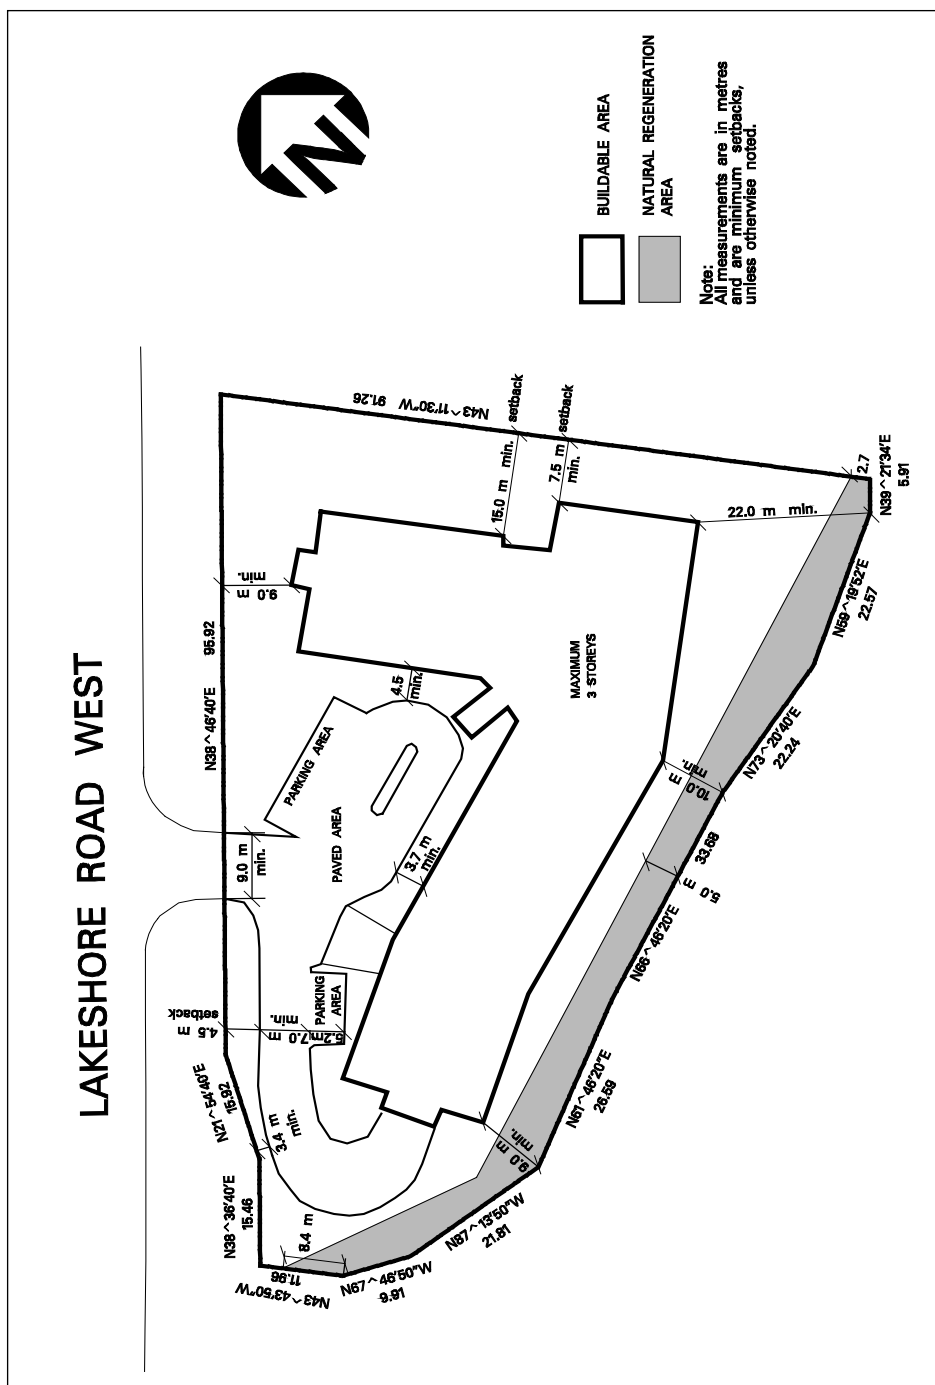 LAKESHORE ROAD WEST
N
BUILDABLE AREA
NATURAL REGENERATION
AREA
Note:
All measurements are in metres
and are minimum setbacks,
unless otherwise noted.
N43^11'30"W 91.26
15.0 m min.
setback
7.5 m
min.
setback
2.7
N39^21'34"E
5.91
22.0 m min.
N59^19'52"E
22.57
N73^20'40"E
22.24
10.0 m
min.
33.68
5.0 m
N66^46'20"E
N61^46'20"E
26.59
9.0 m
min.
N87^13'50"W
21.81
N67^46'50"W
9.91
N43^43'50"W
11.96
8.4 m
N38^36'40"E
15.46
3.4 m
min.
N21^54'40"E
15.92
4.5 m
setback
7.0 m
min.
5.2m
PARKING
AREA
9.0 m
min.
N38^46'40"E
95.92
9.0 m
min.
PARKING AREA
PAVED AREA
4.5
min.
3.7 m
min.
MAXIMUM
3 STOREYS